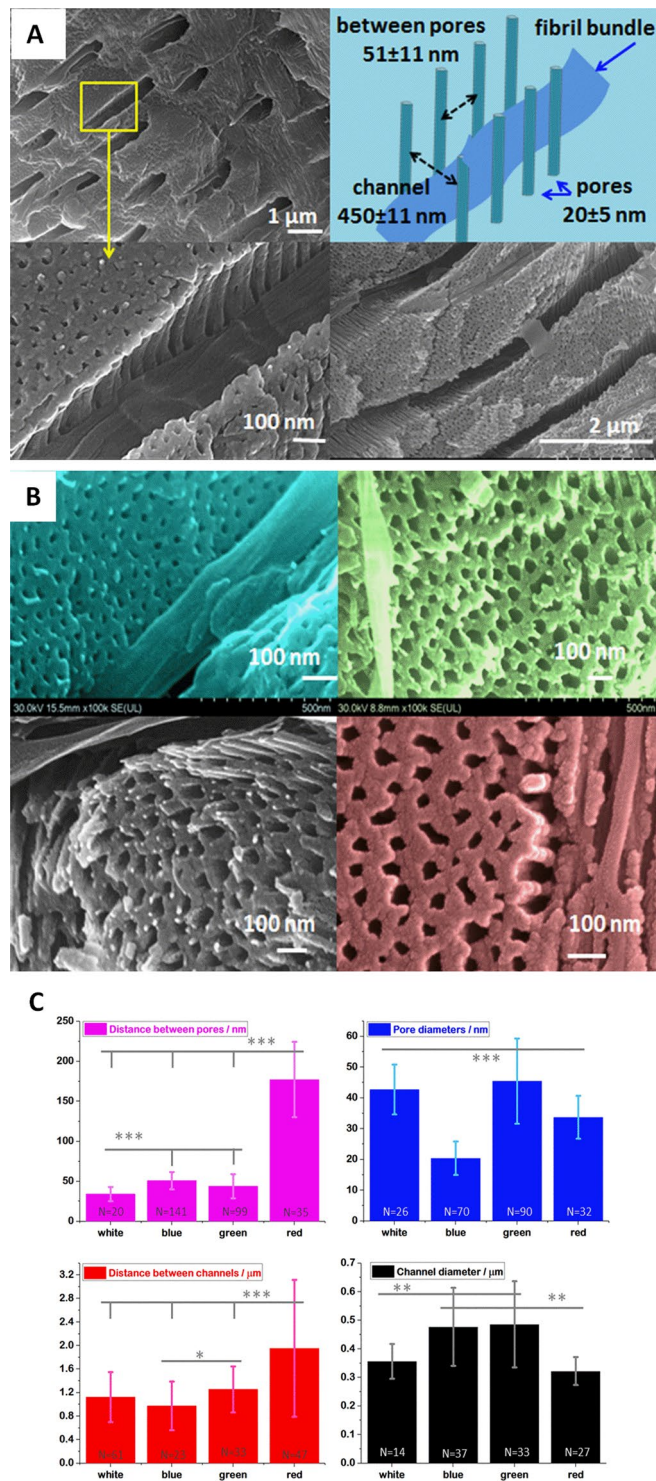 A
between pores
51±11 nm
fibril bundle
channel
450±11 nm
pores
20±5 nm
1 μm
100 nm
2 μm
B
100 nm
30.0kV 15.5mm x100k SE(UL)
500nm
100 nm
30.0kV 8.8mm x100k SE(UL)
500nm
100 nm
100 nm
C
Distance between pores / nm
250
200
150
100
50
0
***
***
N=20
N=141
N=99
N=35
white
blue
green
red
Pore diameters / nm
60
50
40
30
20
10
0
***
N=26
N=70
N=90
N=32
white
blue
green
red
Distance between channels / μm
3.2
2.8
2.4
2.0
1.6
1.2
0.8
0.4
0.0
***
*
white
blue
green
red
Channel diameter / μm
0.7
0.6
0.5
0.4
0.3
0.2
0.1
0.0
**
**
N=14
N=37
N=33
N=27
white
blue
green
red